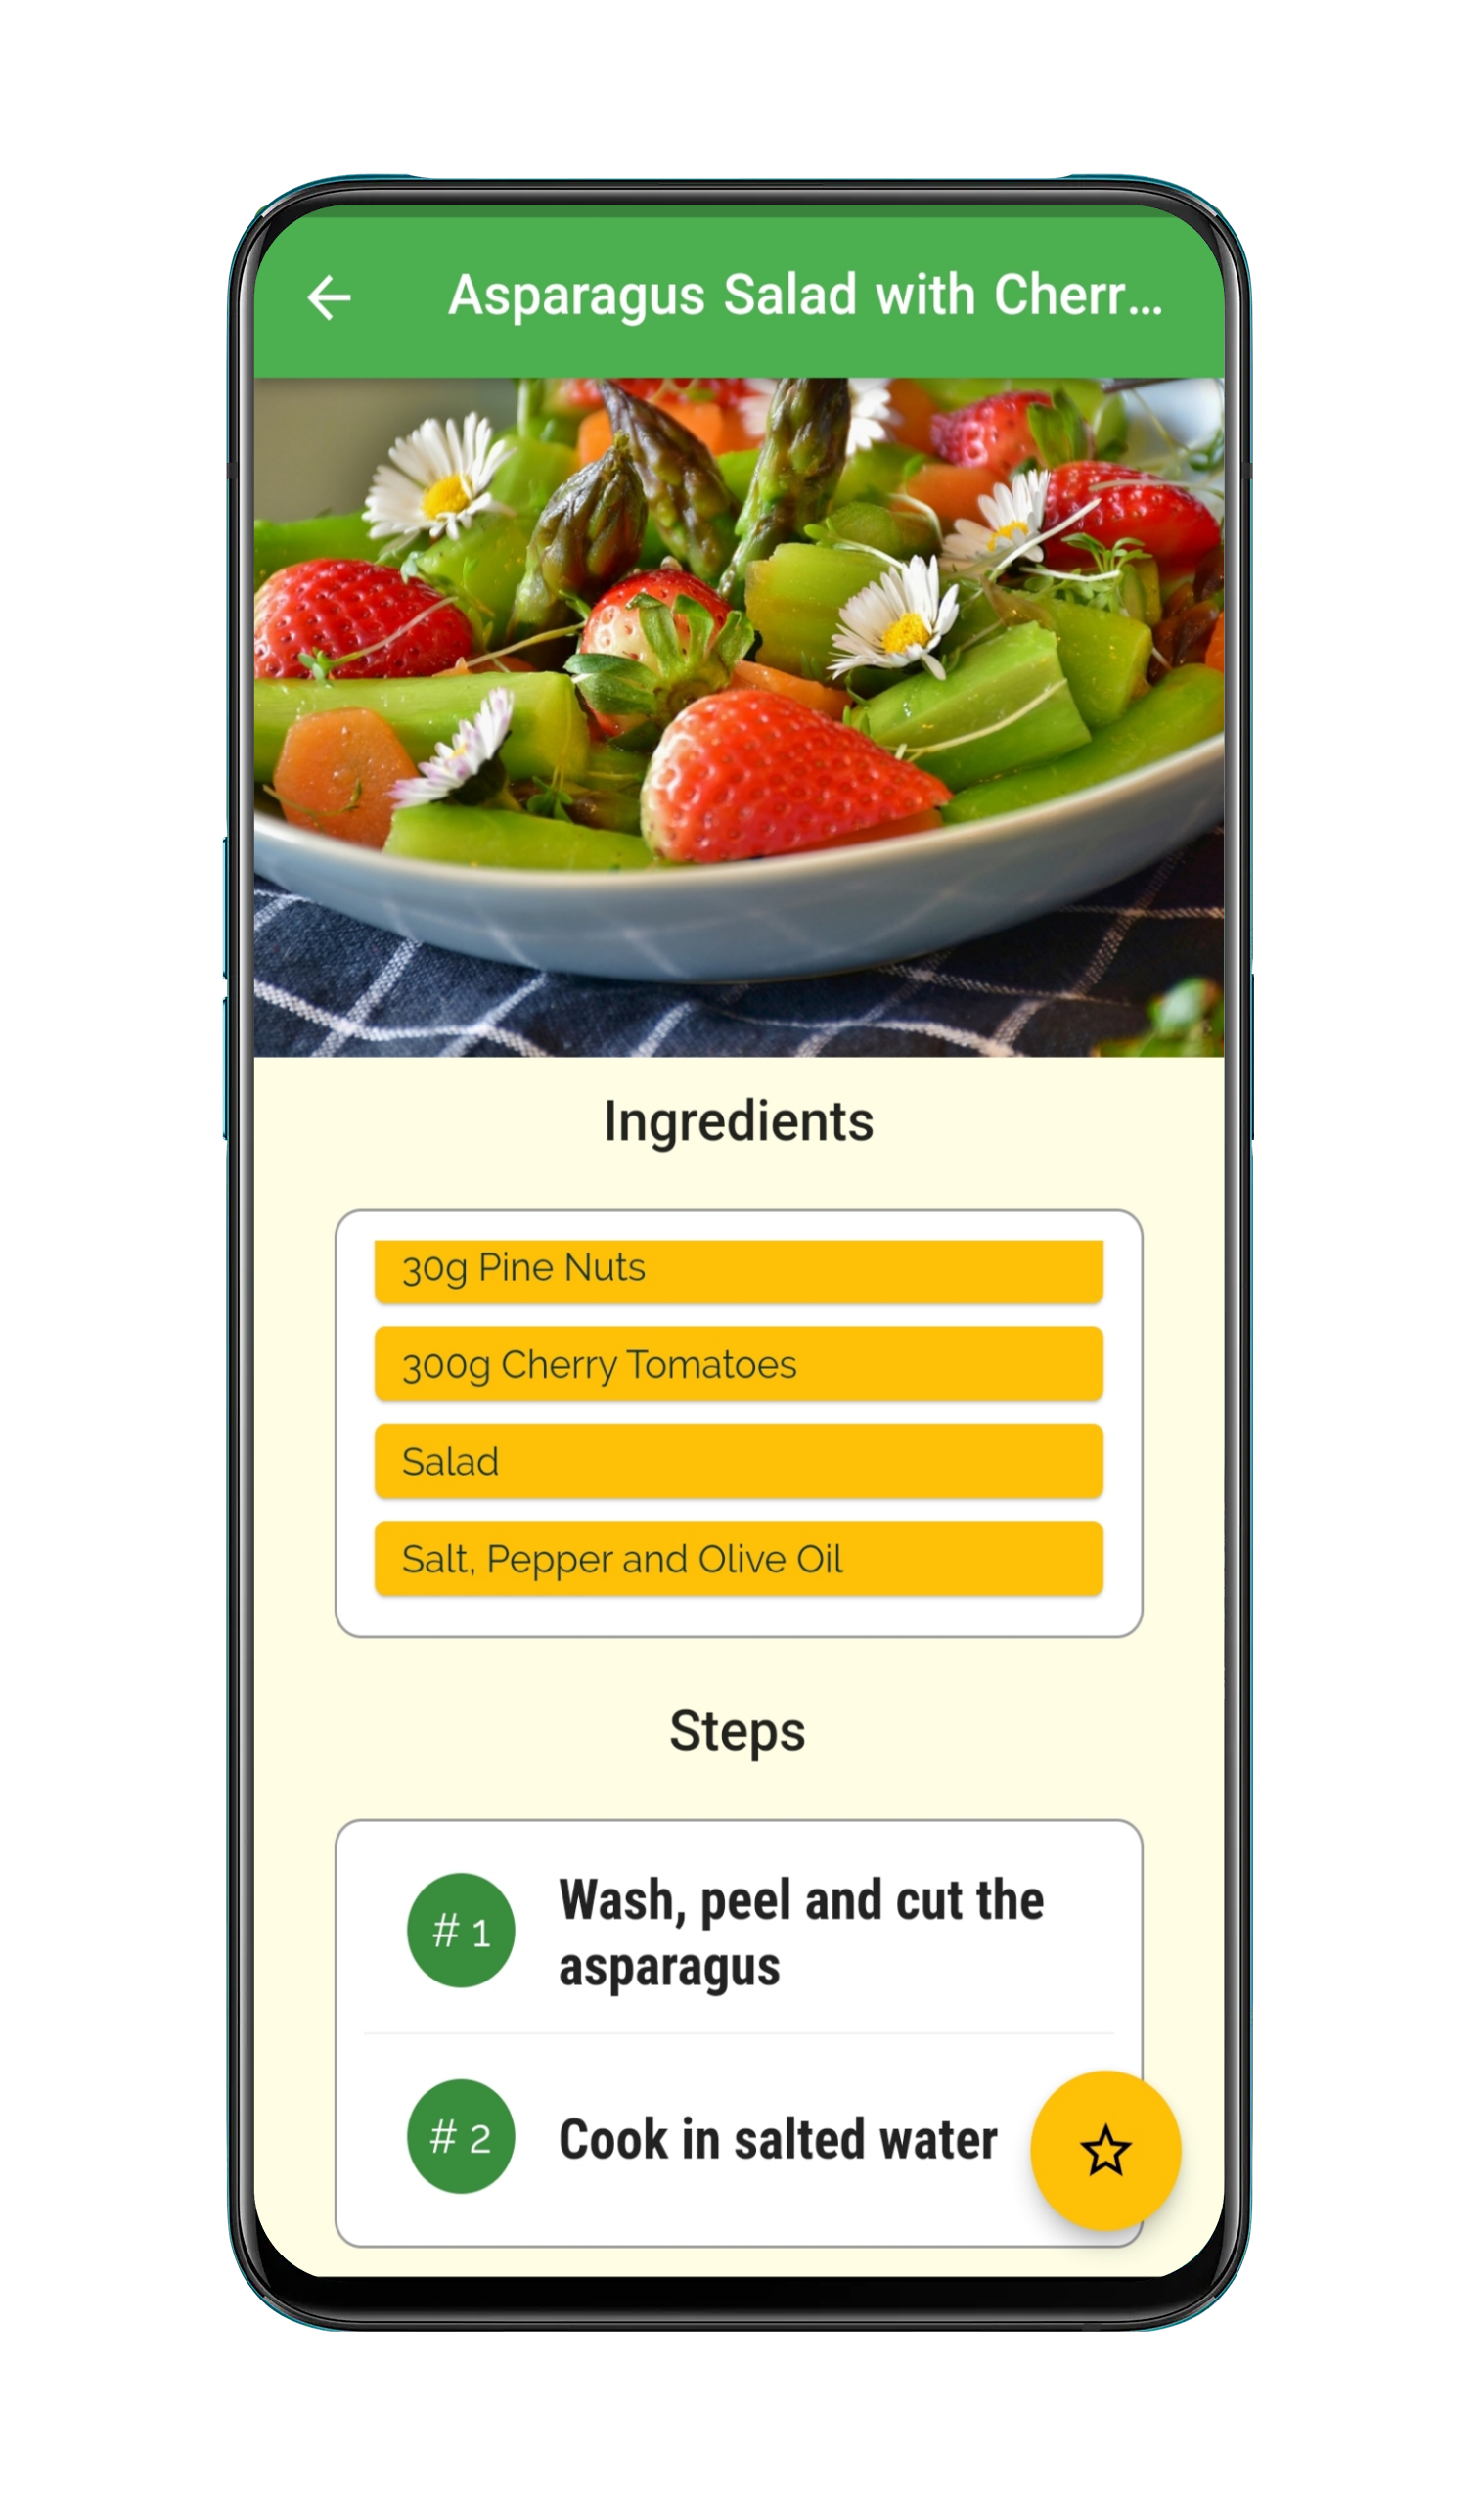 Asparagus Salad with Cherr...
Ingredients
30g Pine Nuts
300g Cherry Tomatoes
Salad
Salt, Pepper and Olive Oil
Steps
# 1
Wash, peel and cut the
asparagus
# 2
Cook in salted water